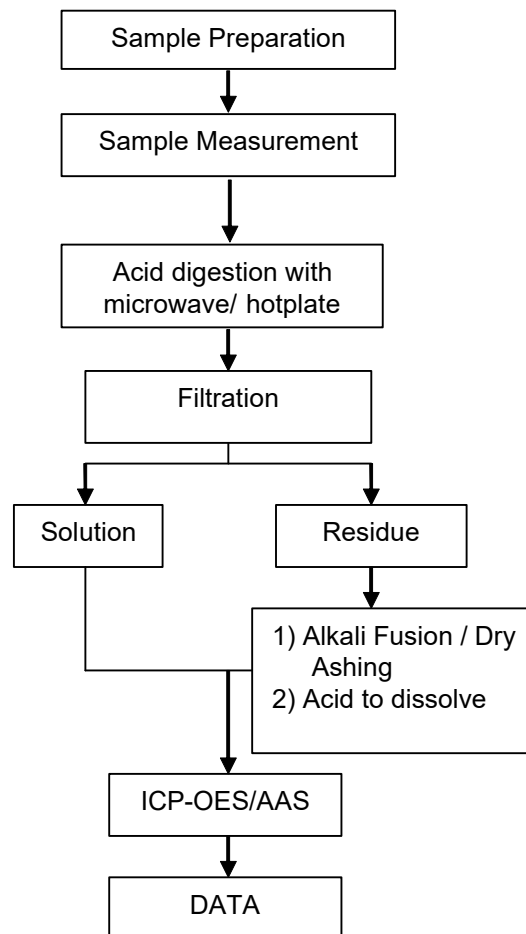 Sample Preparation
Sample Measurement
Acid digestion with
microwave/ hotplate
Filtration
Solution
Residue
1) Alkali Fusion / Dry
Ashing
2) Acid to dissolve
ICP-OES/AAS
DATA